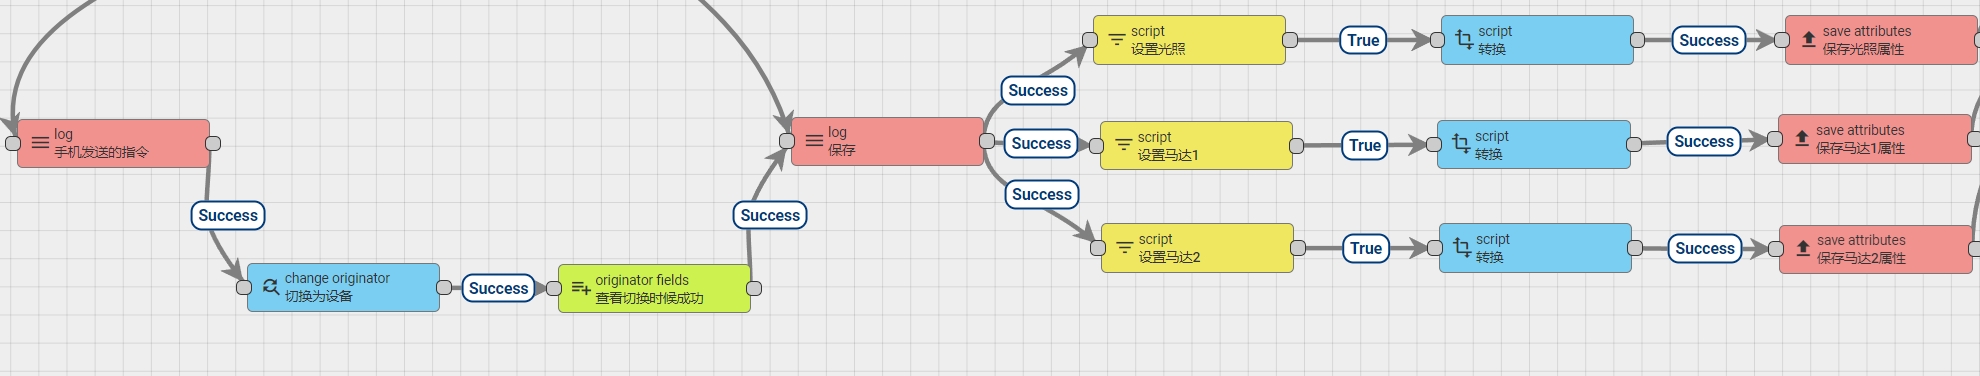 log
手机发送的指令
Success
change originator
切换为设备
Success
originator fields
查看切换时候成功
Success
log
保存
Success
script
设置光照
True
script
转换
Success
save attributes
保存光照属性
Success
script
设置马达1
True
script
转换
Success
save attributes
保存马达1属性
Success
script
设置马达2
True
script
转换
Success
save attributes
保存马达2属性